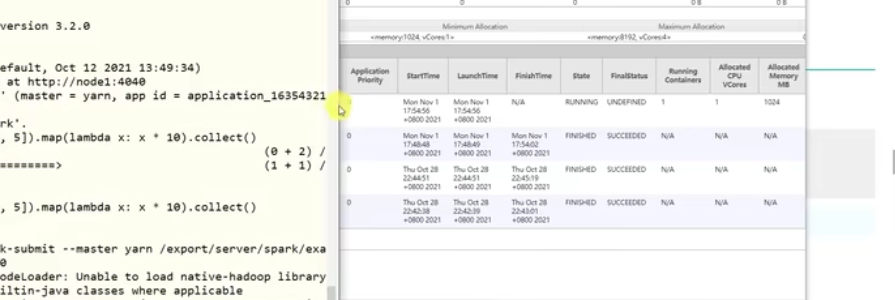 version 3.2.0
efault, Oct 12 2021 13:49:34)
at http://node1:4040
' (master = yarn, app id = application_16354321
rk'.
, 5]).map(lambda x: x * 10).collect()
(0 + 2) /
========> (1 + 1) /
, 5]).map(lambda x: x * 10).collect()
k-submit --master yarn /export/server/spark/exa
0
odeLoader: Unable to load native-hadoop library
iltin-java classes where applicable
0 0 0 0 B 0 B
Minimum Allocation Maximum Allocation
<memory:1024, vCores:1> <memory:8192, vCores:4>
Application Priority StartTime LaunchTime FinishTime State FinalStatus Running Containers Allocated CPU VCores Allocated Memory MB
Mon Nov 1 17:54:56 +0800 2021 Mon Nov 1 17:54:56 +0800 2021 N/A RUNNING UNDEFINED 1 1 1024
0 Mon Nov 1 17:48:48 +0800 2021 Mon Nov 1 17:48:49 +0800 2021 Mon Nov 1 17:54:02 +0800 2021 FINISHED SUCCEEDED N/A N/A N/A
0 Thu Oct 28 22:44:51 +0800 2021 Thu Oct 28 22:44:51 +0800 2021 Thu Oct 28 22:45:19 +0800 2021 FINISHED SUCCEEDED N/A N/A N/A
0 Thu Oct 28 22:42:38 +0800 2021 Thu Oct 28 22:42:39 +0800 2021 Thu Oct 28 22:43:01 +0800 2021 FINISHED SUCCEEDED N/A N/A N/A